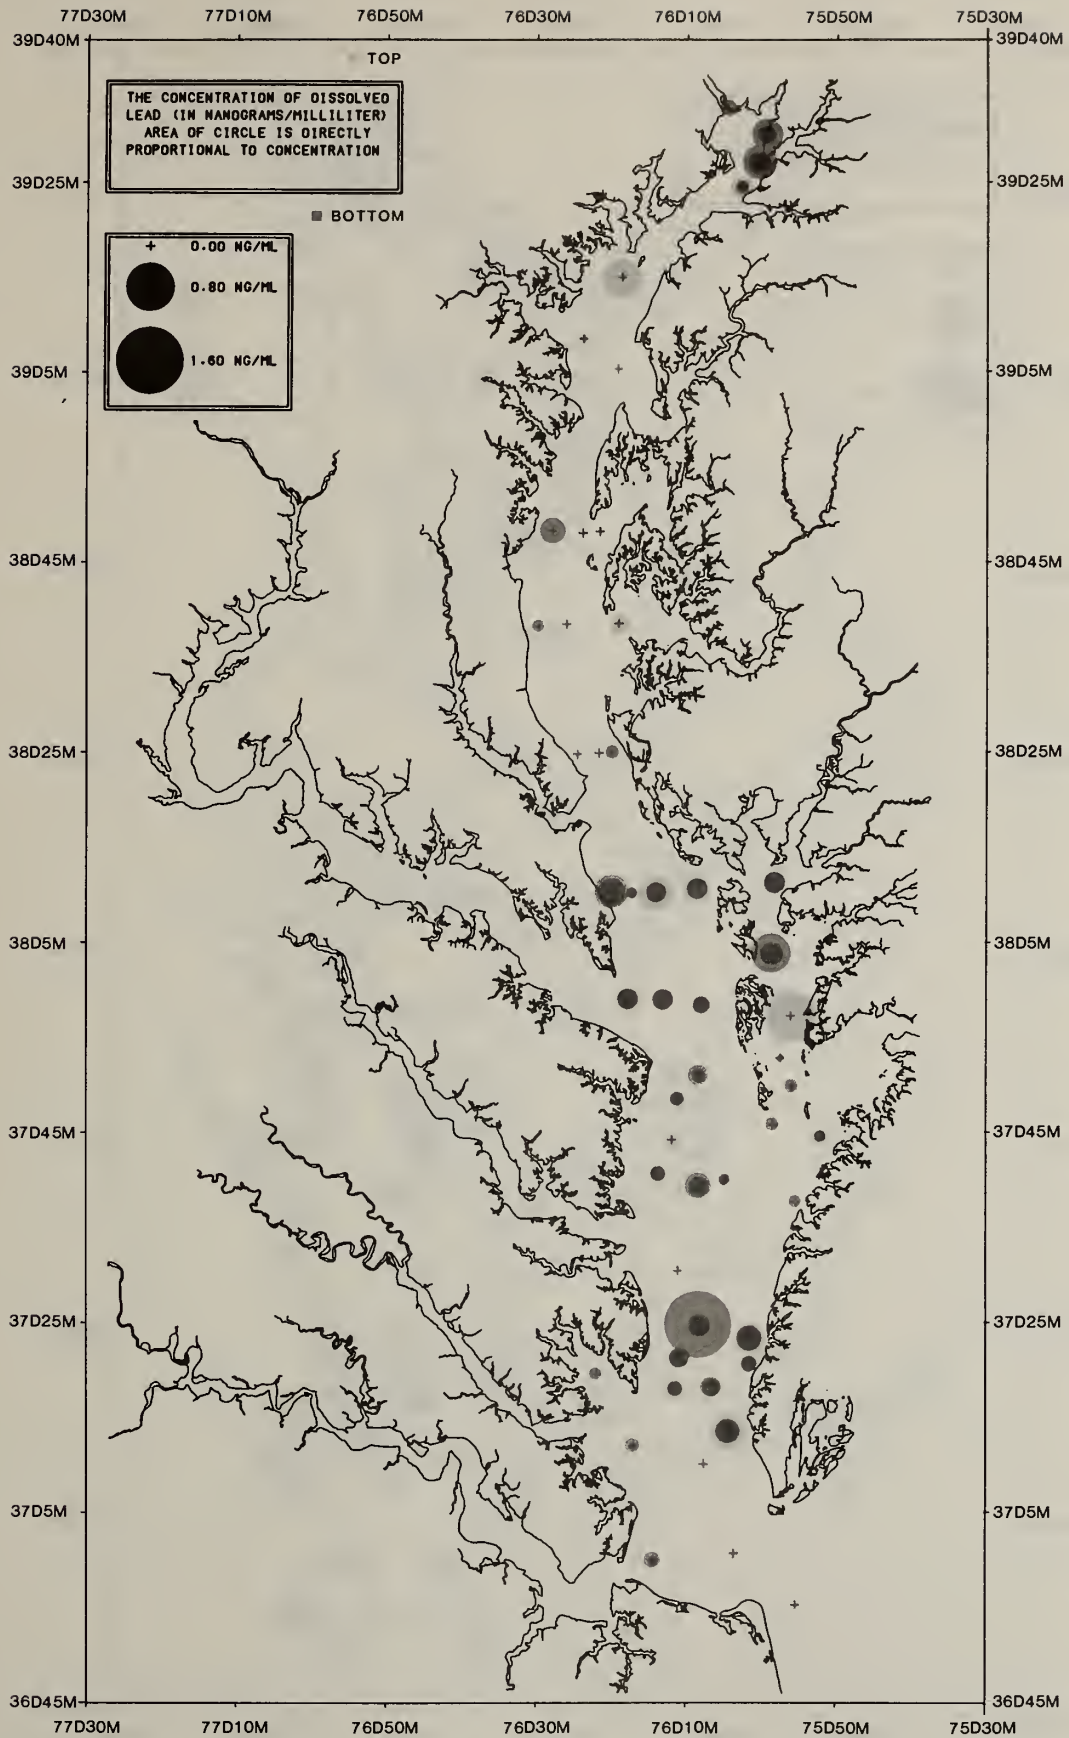 77D30M 77D10M 76D50M 76D30M 76D10M 75D50M 75D30M
39D40M 39D40M
TOP
THE CONCENTRATION OF DISSOLVED
LEAD (IN NANOGRAMS/MILLILITER)
AREA OF CIRCLE IS DIRECTLY
PROPORTIONAL TO CONCENTRATION
39D25M 39D25M
BOTTOM
+ 0.00 NG/ML
0.80 NG/ML
1.60 NG/ML
39D5M 39D5M
38D45M 38D45M
38D25M 38D25M
38D5M 38D5M
37D45M 37D45M
37D25M 37D25M
37D5M 37D5M
36D45M 36D45M
77D30M 77D10M 76D50M 76D30M 76D10M 75D50M 75D30M